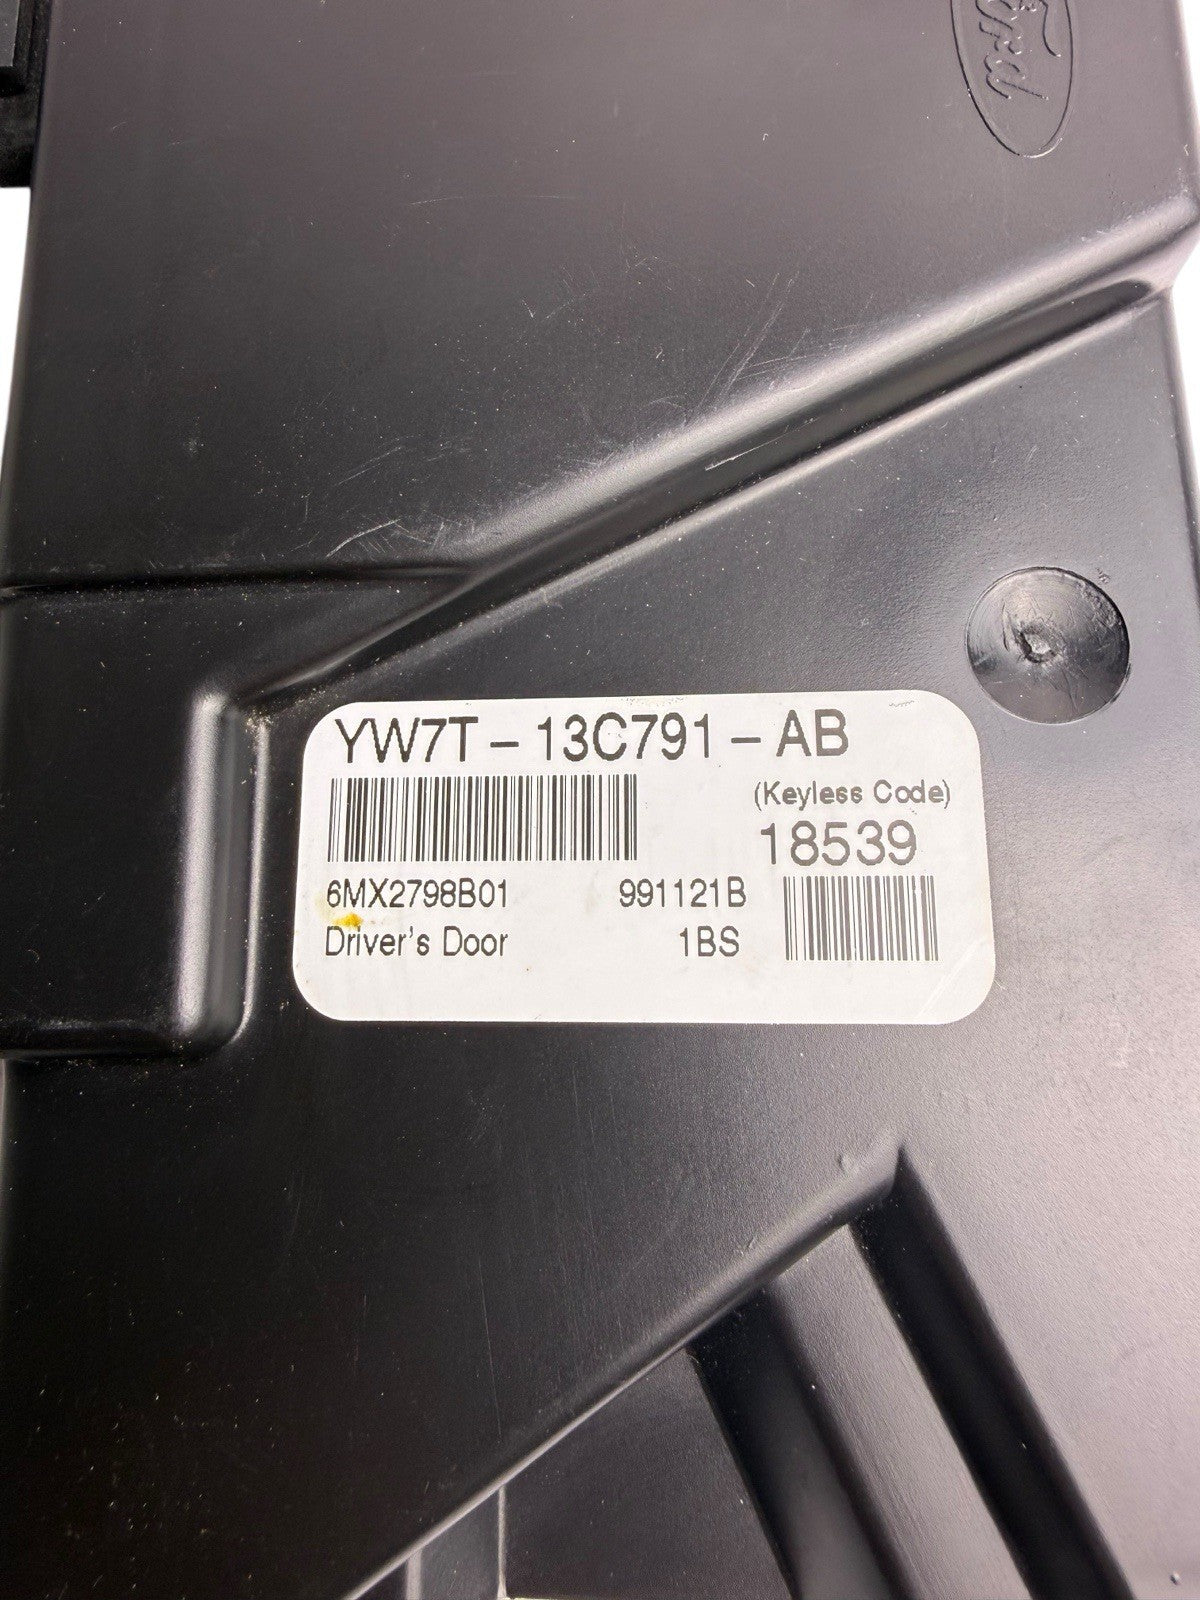 Ford
YW7T - 13C791 - AB
(Keyless Code)
18539
6MX2798B01 991121B
Driver's Door 1BS